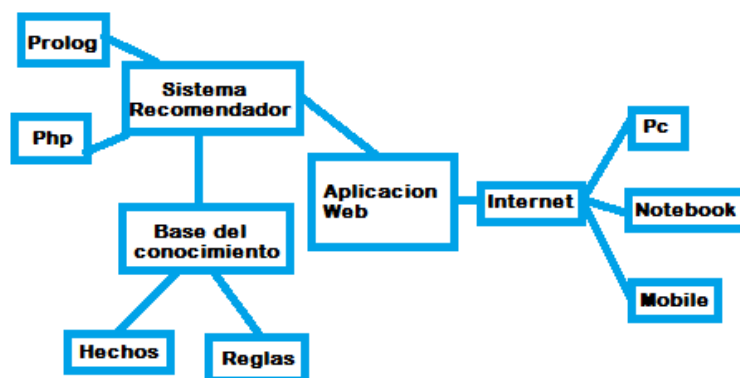 Prolog
Sistema
Recomendador
Php
Pc
Aplicacion
Web
Internet
Notebook
Base del
conocimiento
Mobile
Hechos
Reglas